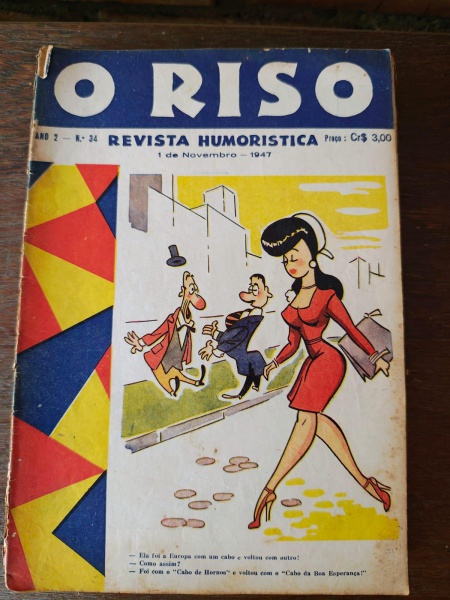 O RISO
ANO 2 — N.º 34 REVISTA HUMORISTICA Preço : Cr$ 3,00
1 de Novembro — 1947
— Ela foi a Europa com um cabo e voltou com outro!
— Como assim?
— Foi com o "Cabo de Hornos" e voltou com o "Cabo da Boa Esperança!"